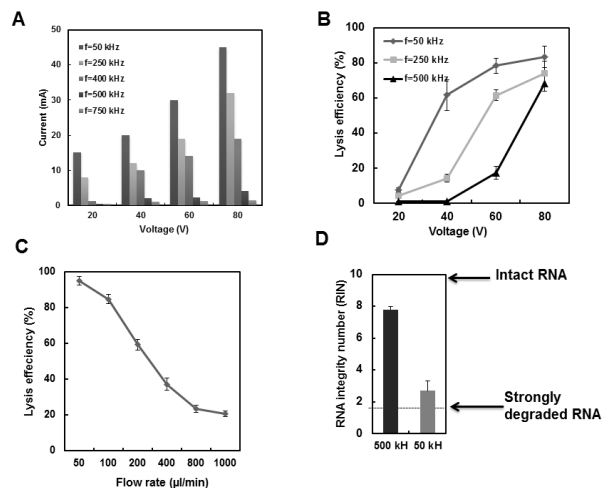 A
50
40
30
20
10
0
Current (mA)
f=50 kHz
f=250 kHz
f=400 kHz
f=500 kHz
f=750 kHz
20 40 60 80
Voltage (V)
B
100
80
60
40
20
0
Lysis efficiency (%)
f=50 kHz
f=250 kHz
f=500 kHz
20 40 60 80
Voltage (V)
C
100
80
60
40
20
0
Lysis effeciency (%)
50 100 200 400 800 1000
Flow rate (µl/min)
D
10
8
6
4
2
0
RNA integrity number (RIN)
Intact RNA
Strongly
degraded RNA
500 kH 50 kH